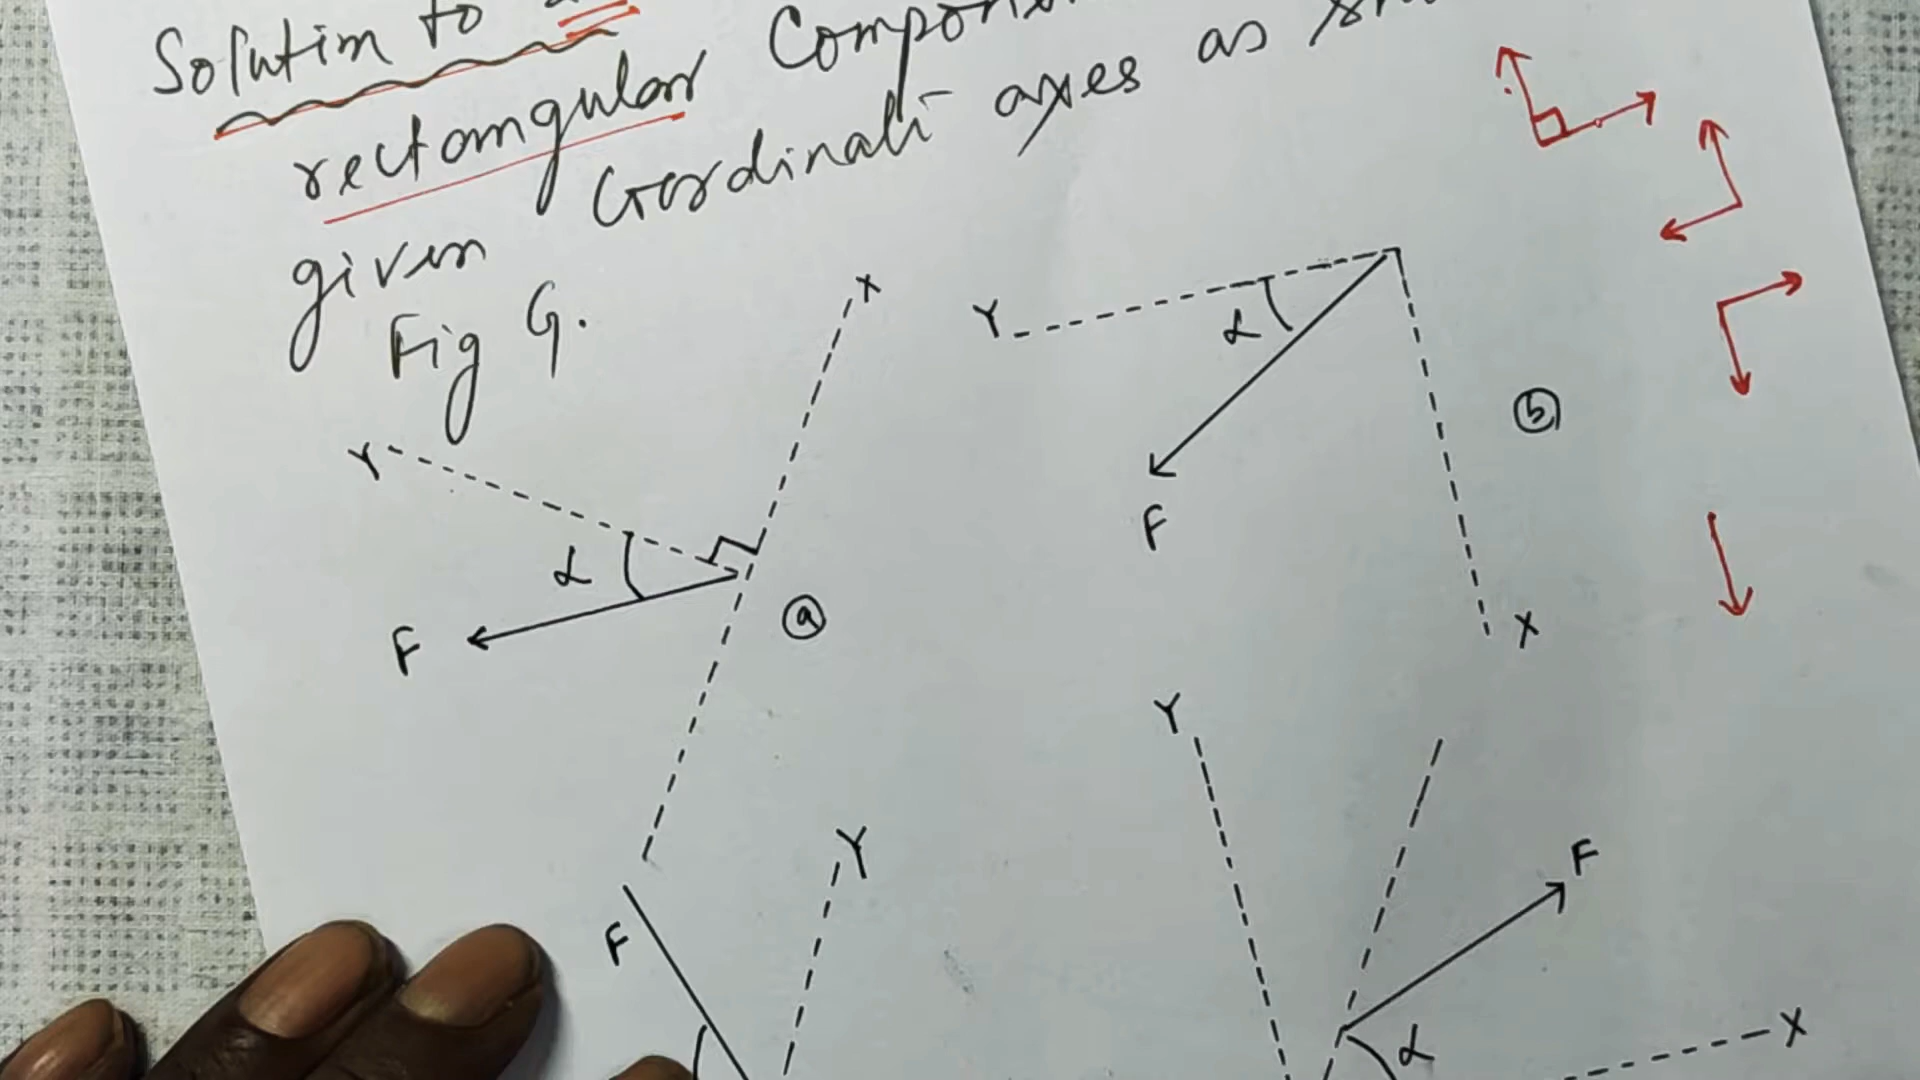 Solution to
rectangular Compon
given Coordinate axes as
Fig G.
X
Y
α
F
a
Y
α
F
b
X
Y
F
Y
F
α
X